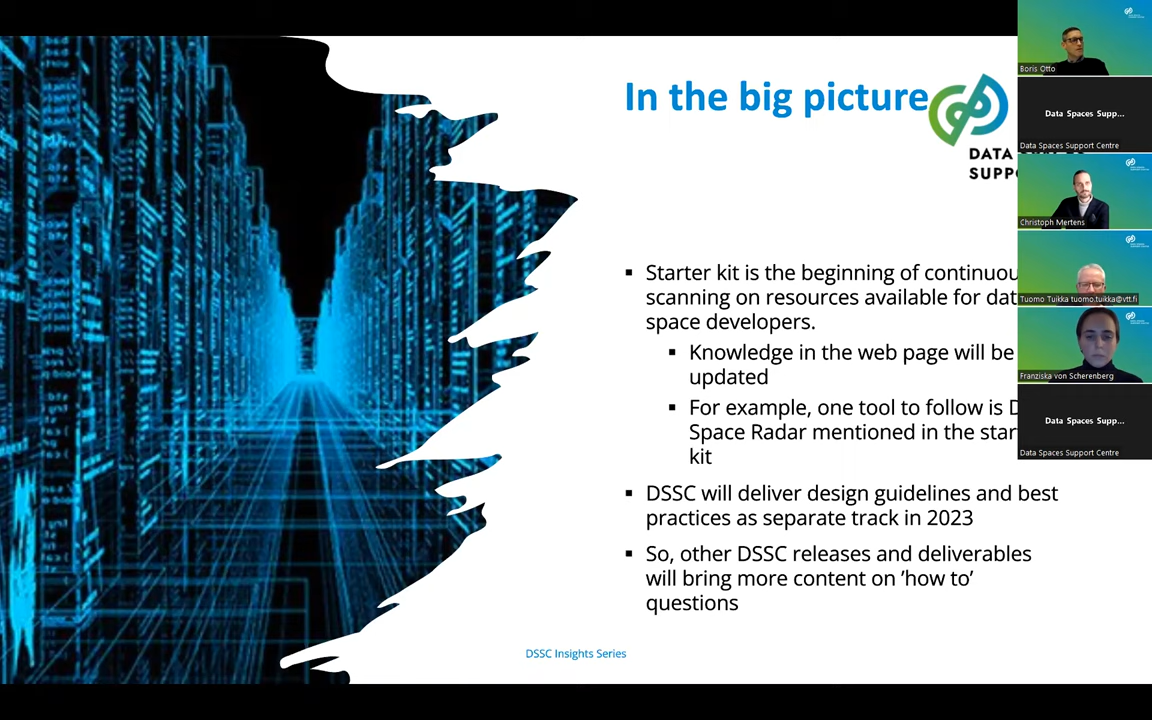 In the big picture
DATA
SUPPO
▪ Starter kit is the beginning of continuou
scanning on resources available for dat
space developers.
▪ Knowledge in the web page will be
updated
▪ For example, one tool to follow is D
Space Radar mentioned in the star
kit
▪ DSSC will deliver design guidelines and best
practices as separate track in 2023
▪ So, other DSSC releases and deliverables
will bring more content on ’how to’
questions
DSSC Insights Series
Boris Otto
Data Spaces Supp...
Data Spaces Support Centre
Christoph Mertens
Tuomo Tuikka tuomo.tuikka@vtt.fi
Franziska von Scherenberg
Data Spaces Supp...
Data Spaces Support Centre